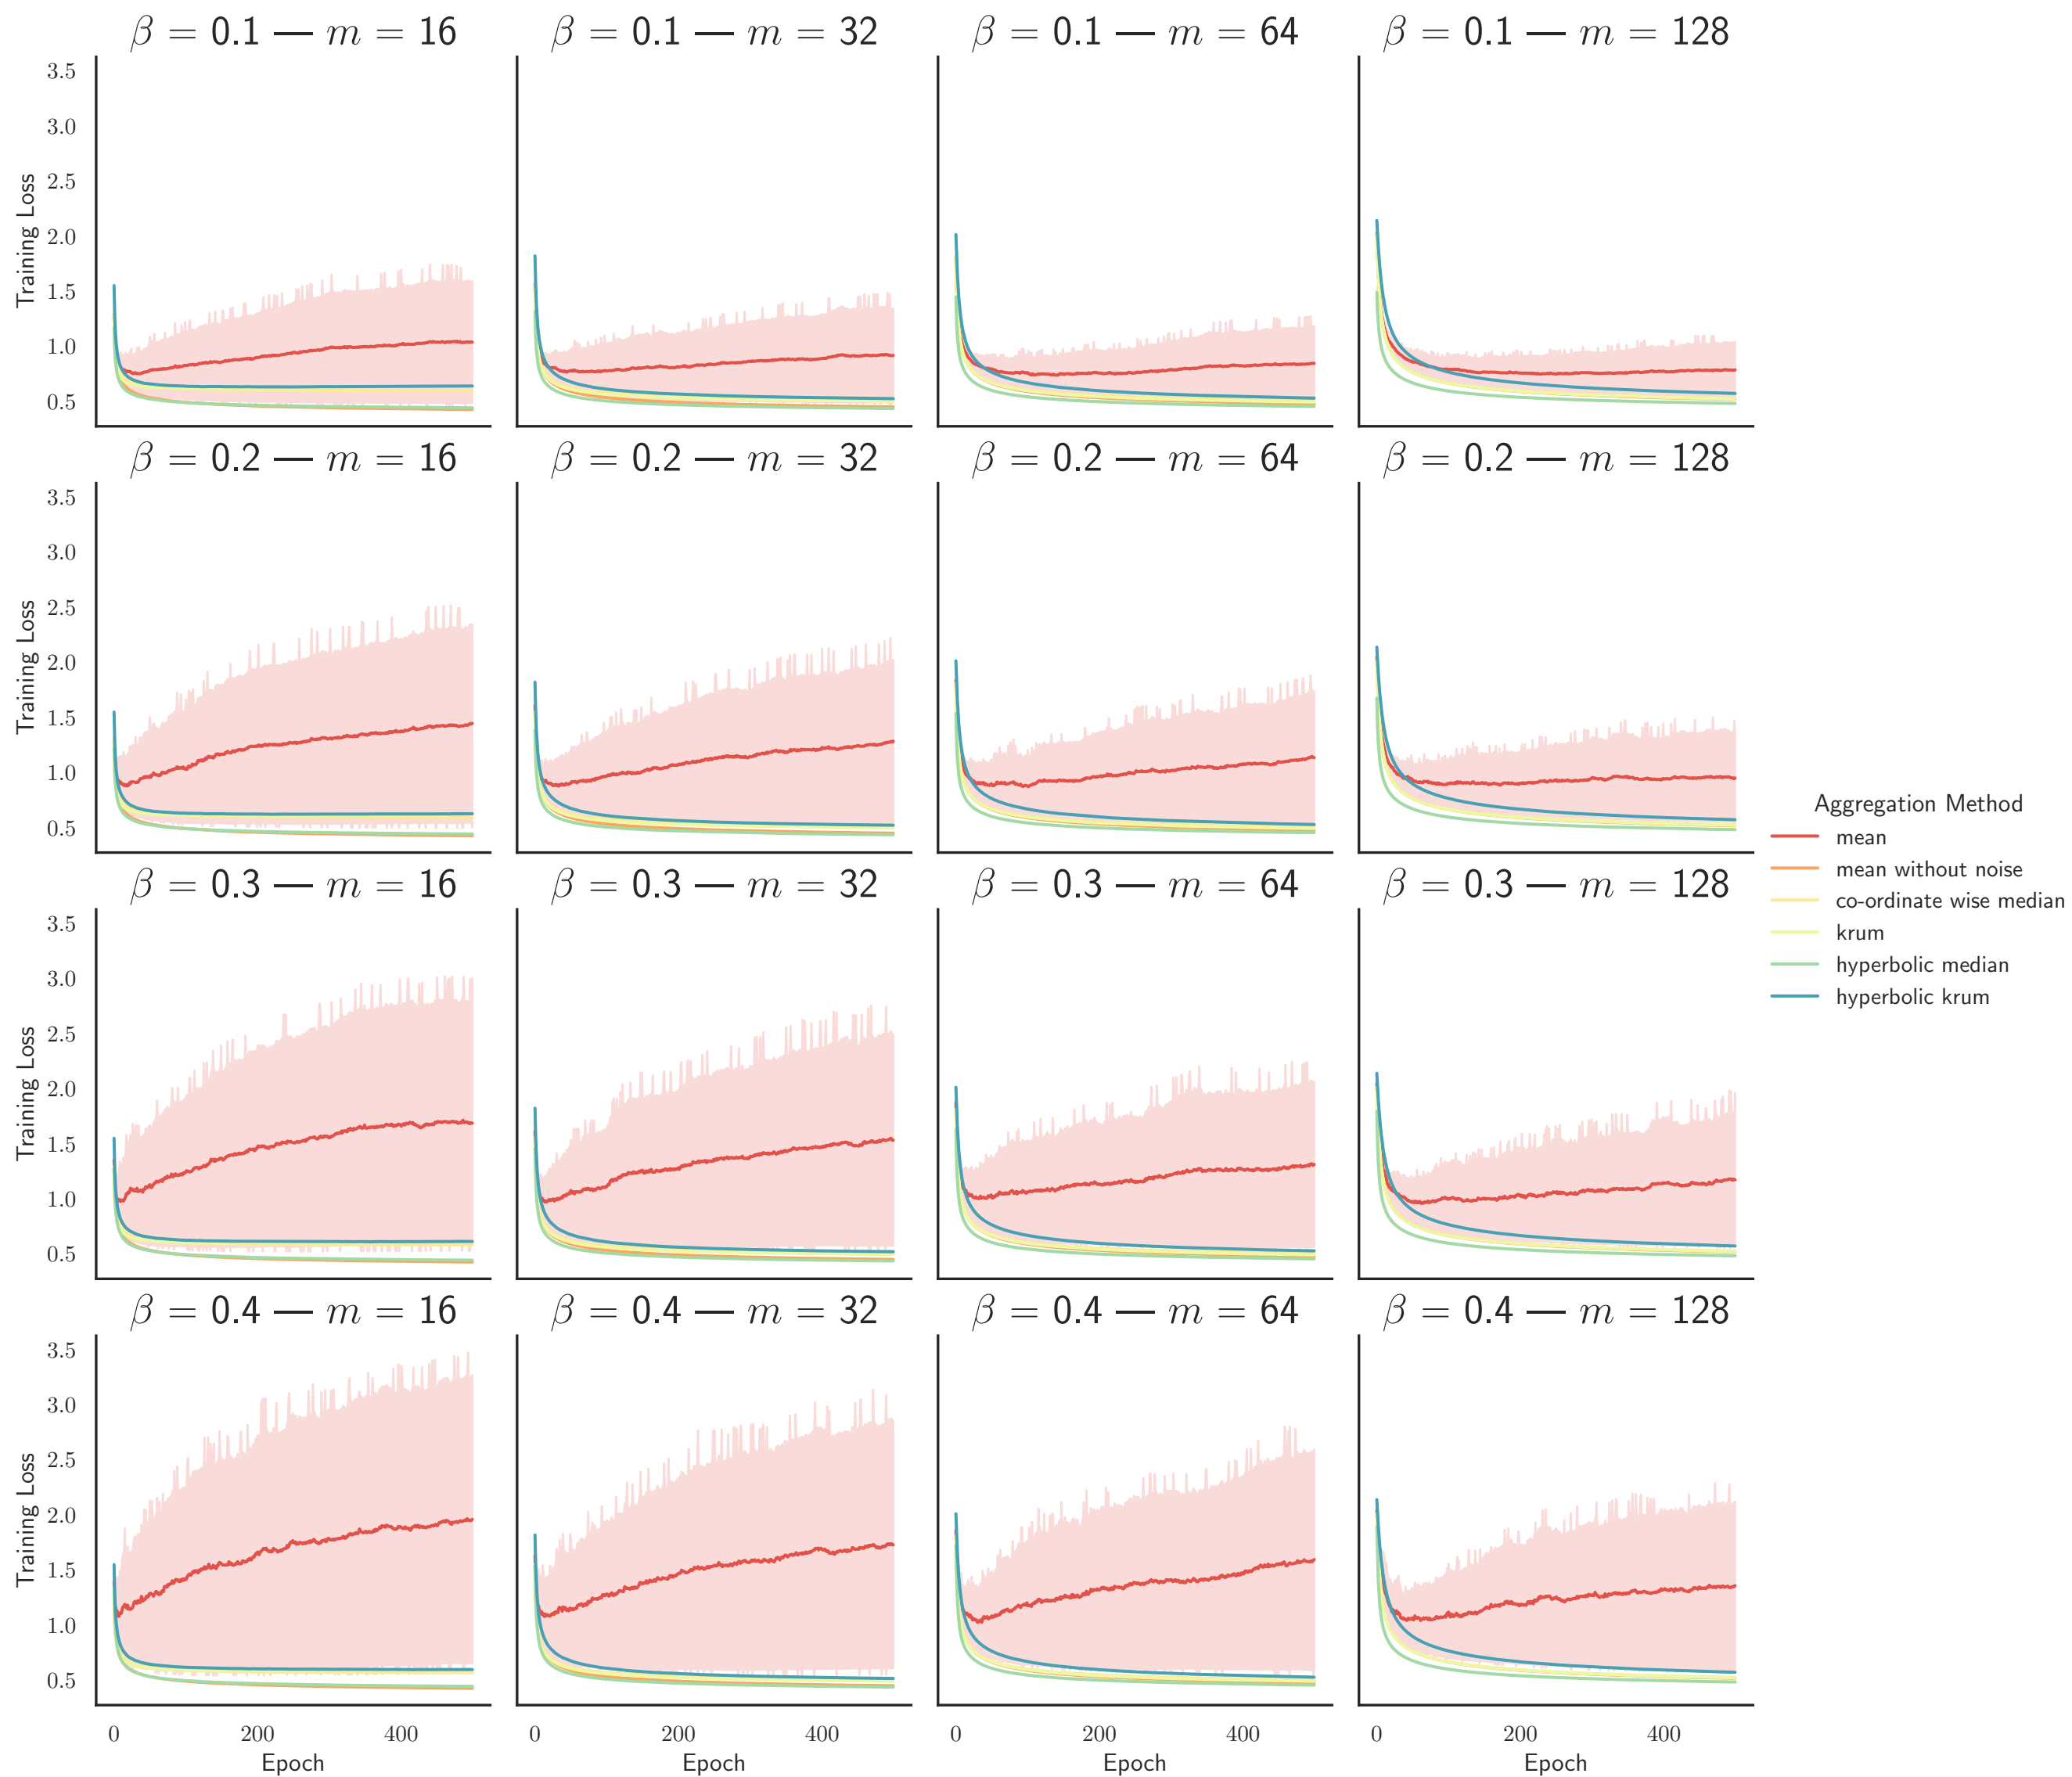 β = 0.1 — m = 16
β = 0.1 — m = 32
β = 0.1 — m = 64
β = 0.1 — m = 128
3.5
3.0
2.5
2.0
1.5
1.0
0.5
Training Loss
β = 0.2 — m = 16
β = 0.2 — m = 32
β = 0.2 — m = 64
β = 0.2 — m = 128
3.5
3.0
2.5
2.0
1.5
1.0
0.5
Training Loss
Aggregation Method
mean
mean without noise
co-ordinate wise median
krum
hyperbolic median
hyperbolic krum
β = 0.3 — m = 16
β = 0.3 — m = 32
β = 0.3 — m = 64
β = 0.3 — m = 128
3.5
3.0
2.5
2.0
1.5
1.0
0.5
Training Loss
β = 0.4 — m = 16
β = 0.4 — m = 32
β = 0.4 — m = 64
β = 0.4 — m = 128
3.5
3.0
2.5
2.0
1.5
1.0
0.5
Training Loss
0 200 400
0 200 400
0 200 400
0 200 400
Epoch
Epoch
Epoch
Epoch